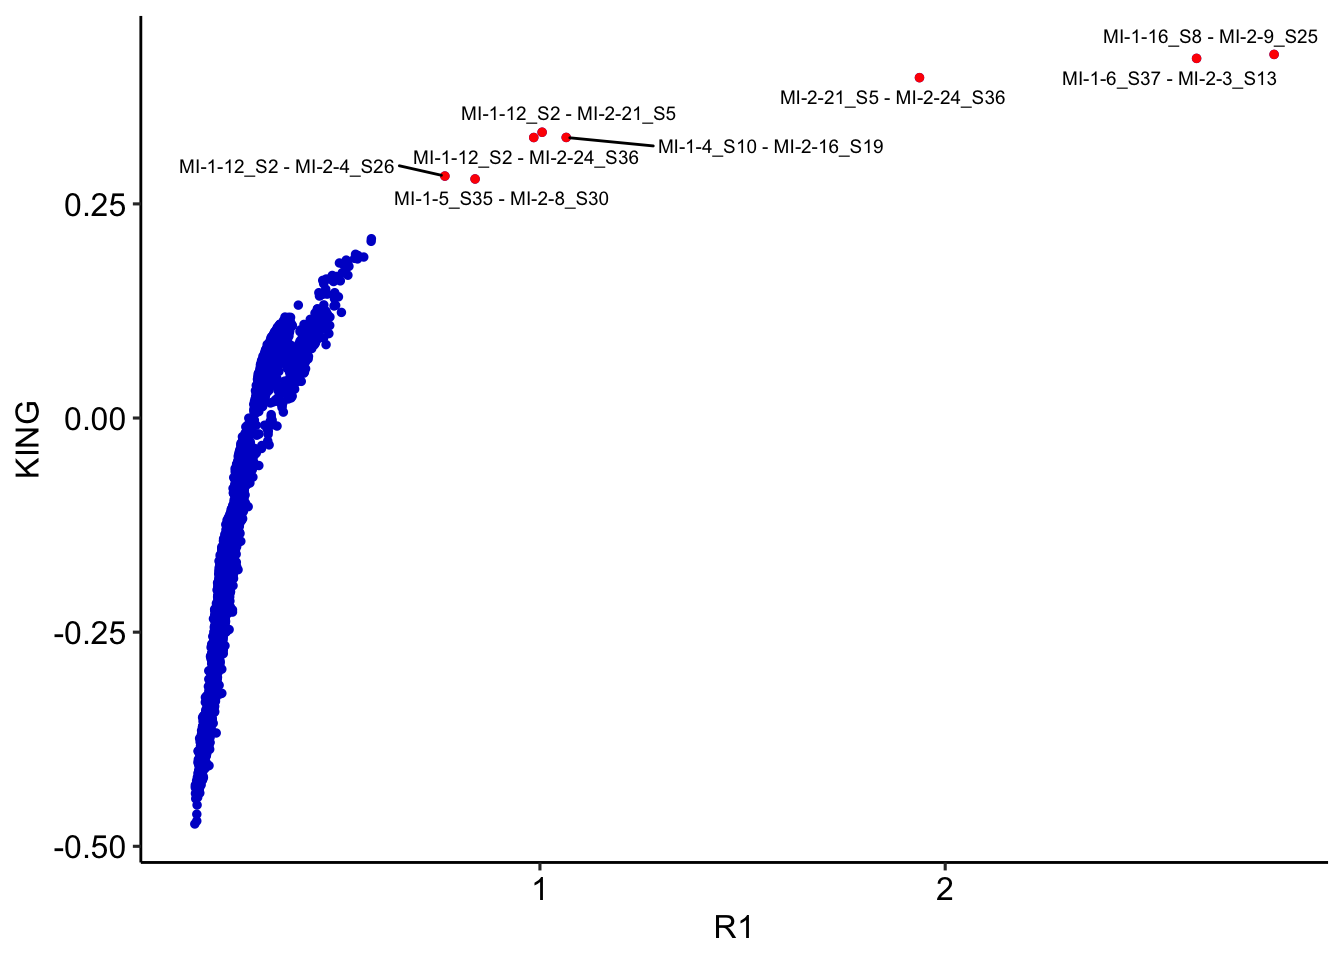 MI-1-16_S8 - MI-2-9_S25
MI-1-6_S37 - MI-2-3_S13
MI-2-21_S5 - MI-2-24_S36
MI-1-12_S2 - MI-2-21_S5
MI-1-4_S10 - MI-2-16_S19
MI-1-12_S2 - MI-2-24_S36
MI-1-12_S2 - MI-2-4_S26
MI-1-5_S35 - MI-2-8_S30
0.25
0.00
-0.25
-0.50
KING
1
2
R1